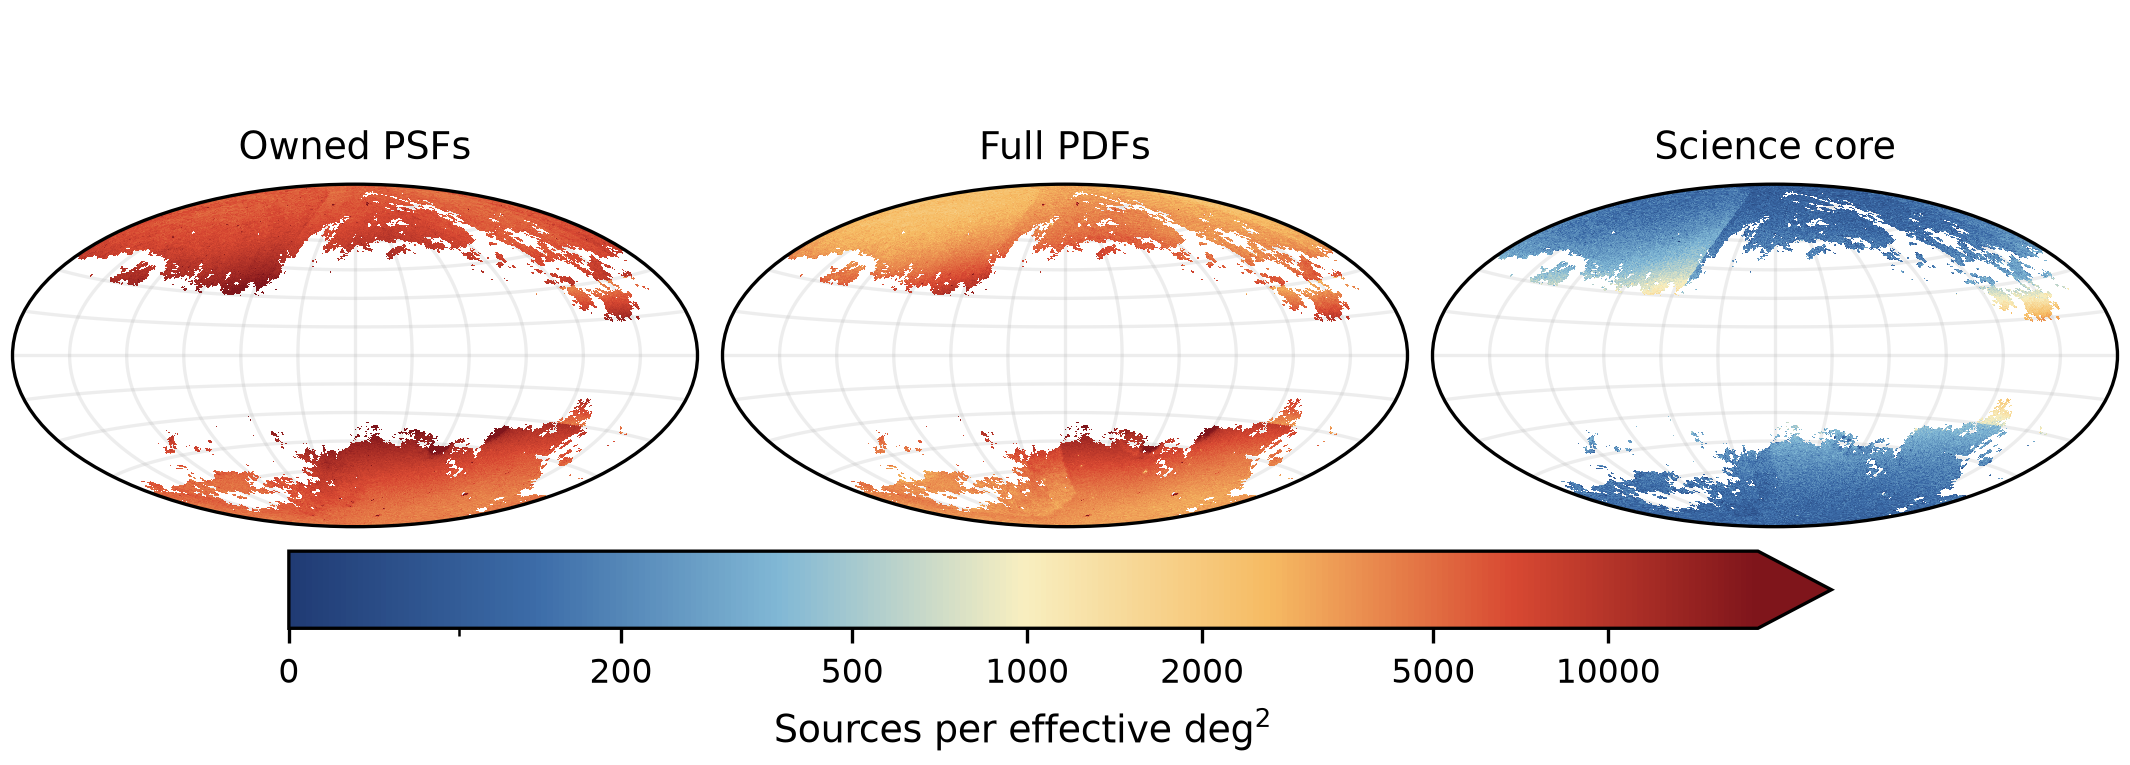 Owned PSFs
Full PDFs
Science core
0
200
500
1000
2000
5000
10000
Sources per effective deg²